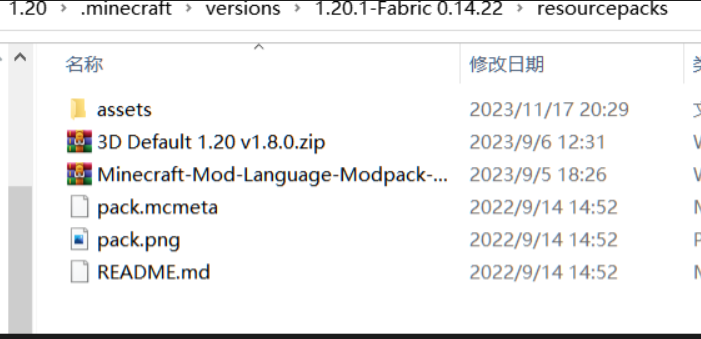 1.20 › .minecraft › versions › 1.20.1-Fabric 0.14.22 › resourcepacks
名称 修改日期
assets 2023/11/17 20:29
3D Default 1.20 v1.8.0.zip 2023/9/6 12:31
Minecraft-Mod-Language-Modpack-... 2023/9/5 18:26
pack.mcmeta 2022/9/14 14:52
pack.png 2022/9/14 14:52
README.md 2022/9/14 14:52